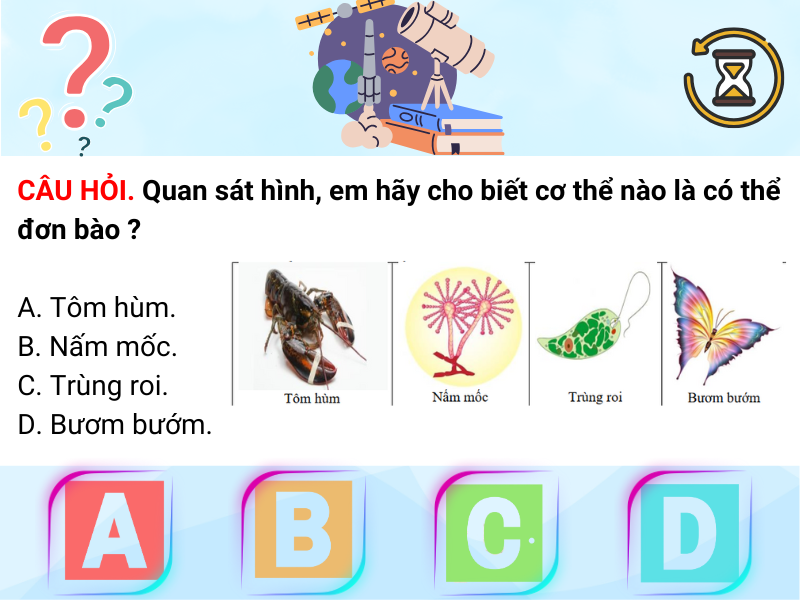 CÂU HỎI. Quan sát hình, em hãy cho biết cơ thể nào là có thể
đơn bào ?
A. Tôm hùm.
B. Nấm mốc.
C. Trùng roi.
D. Bươm bướm.
Tôm hùm
Nấm mốc
Trùng roi
Bươm bướm
A
B
C
D